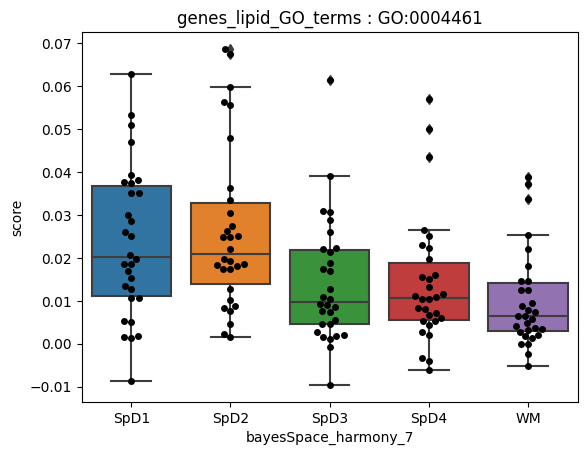 genes_lipid_GO_terms : GO:0004461
0.07
0.06
0.05
0.04
0.03
0.02
0.01
0.00
−0.01
score
SpD1 SpD2 SpD3 SpD4 WM
bayesSpace_harmony_7